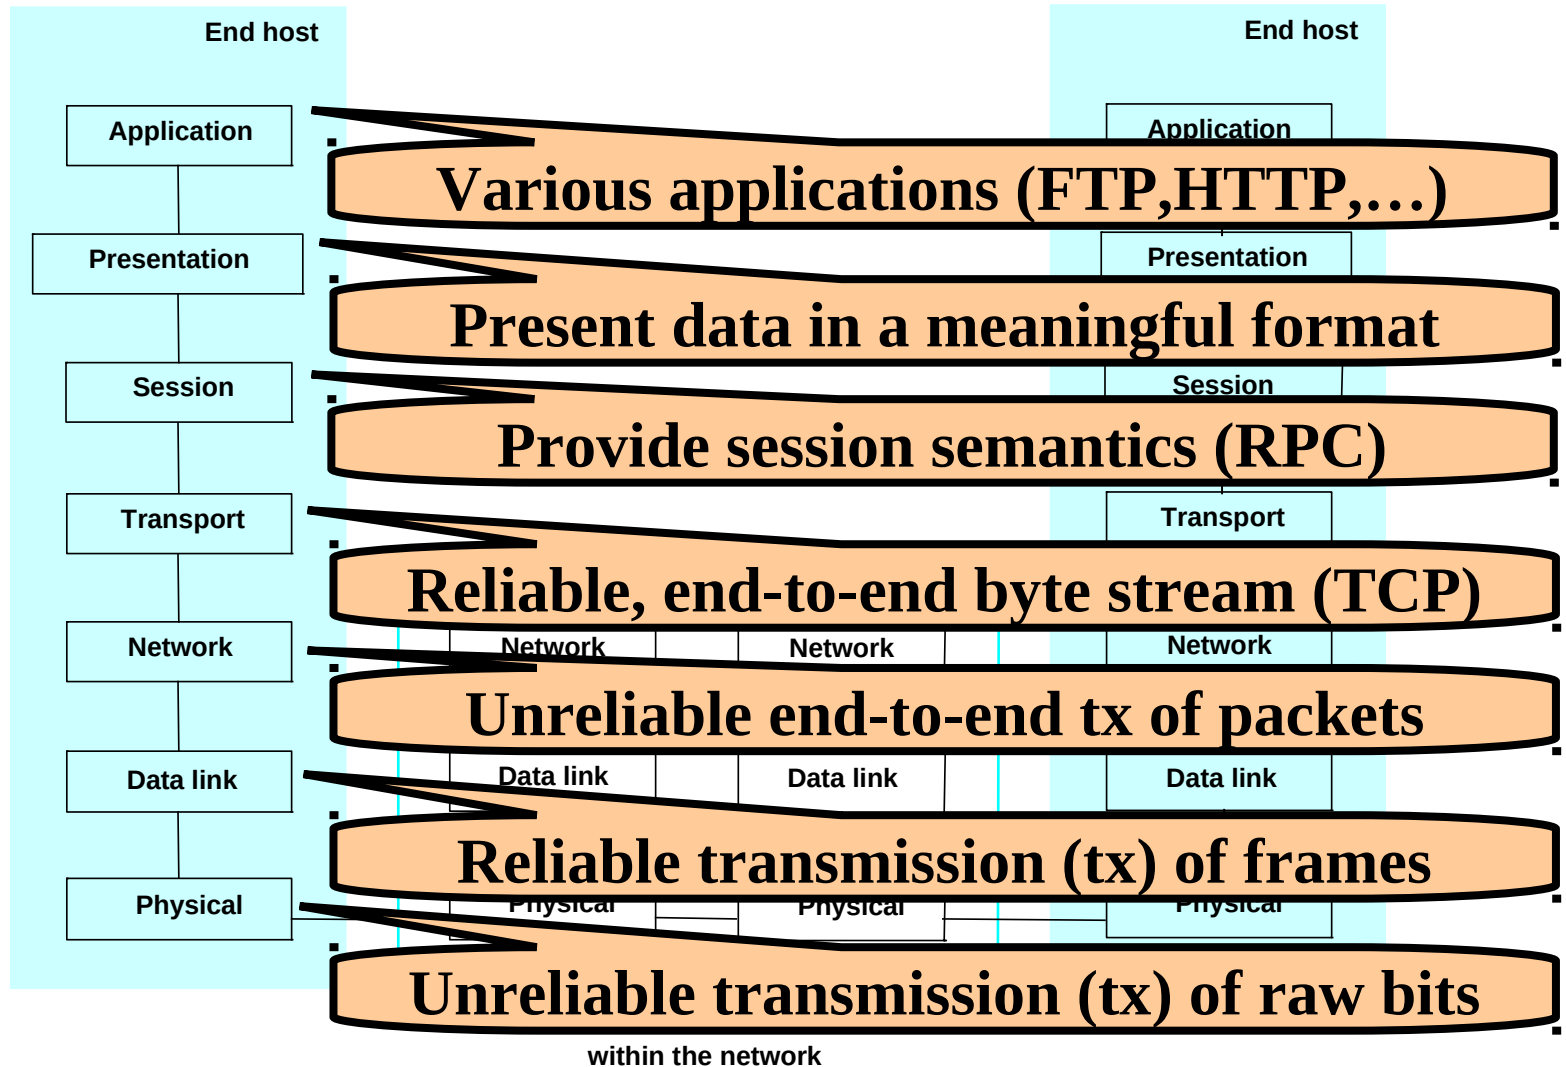 End host
End host
Application
Application
Various applications (FTP,HTTP,…)
Presentation
Presentation
Present data in a meaningful format
Session
Session
Provide session semantics (RPC)
Transport
Transport
Reliable, end-to-end byte stream (TCP)
Network
Network
Network
Network
Unreliable end-to-end tx of packets
Data link
Data link
Data link
Data link
Reliable transmission (tx) of frames
Physical
Physical
Physical
Physical
Unreliable transmission (tx) of raw bits
within the network